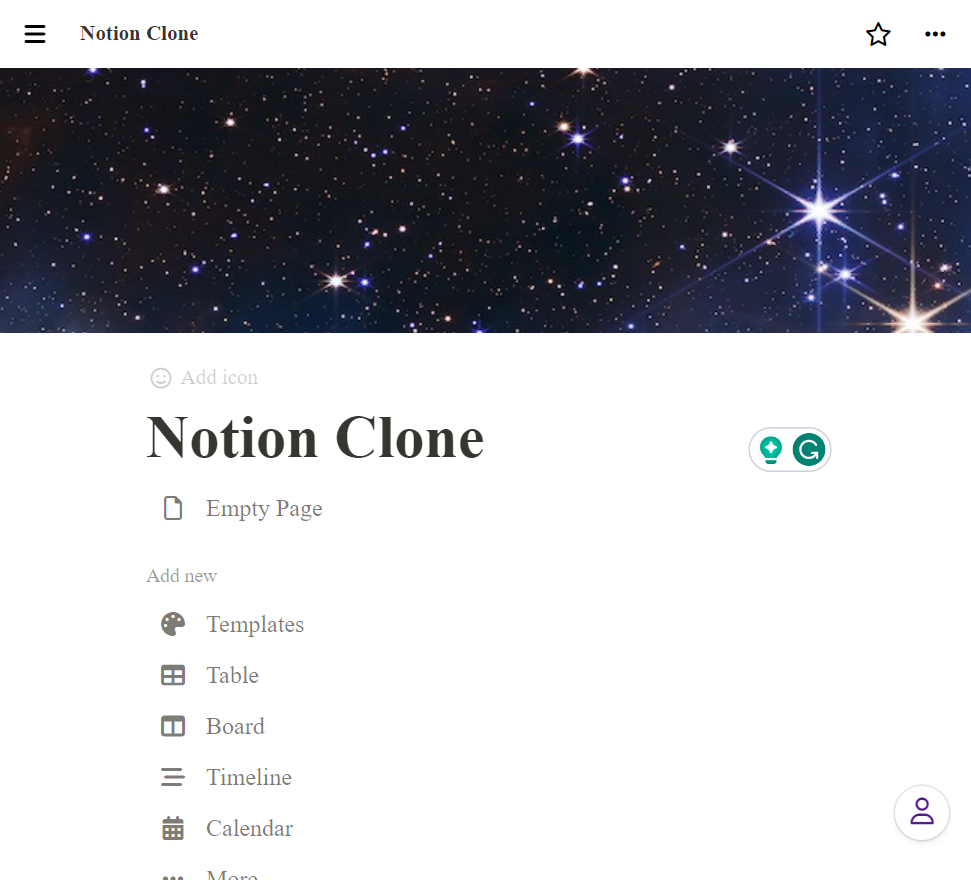 Notion Clone
Add icon
Notion Clone
Empty Page
Add new
Templates
Table
Board
Timeline
Calendar
More